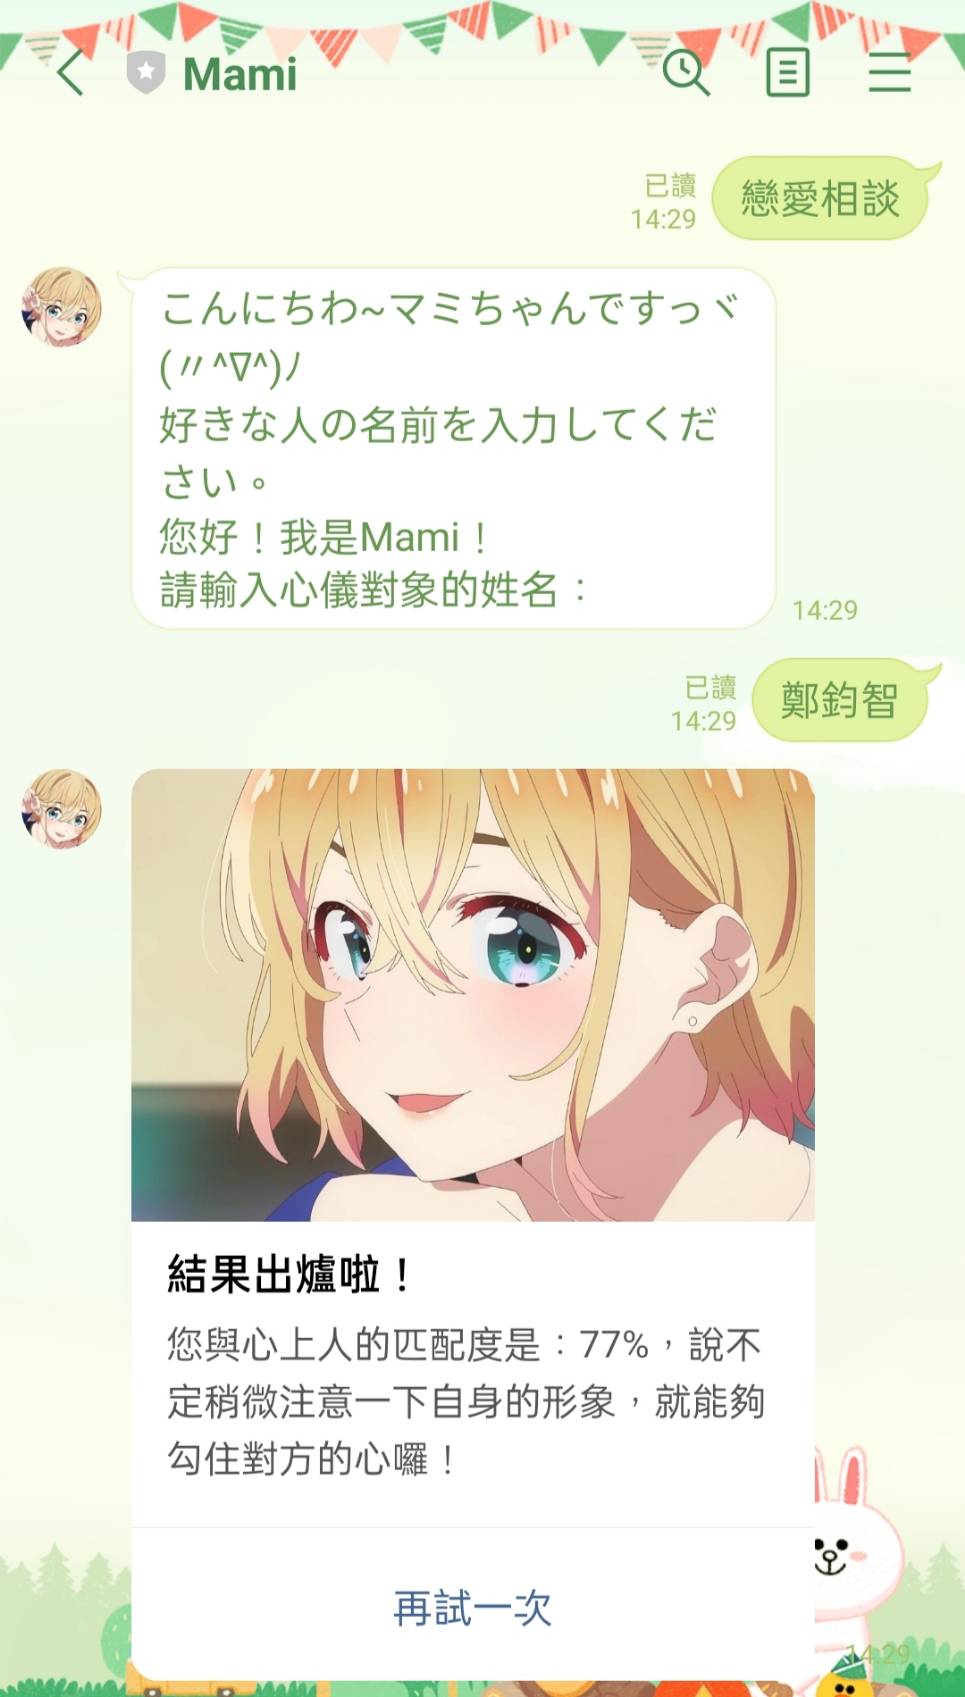 Mami
戀愛相談
已讀
14:29
こんにちわ~マミちゃんですっヾ
(〃^∇^)ﾉ
好きな人の名前を入力してくだ
さい。
您好！我是Mami！
請輸入心儀對象的姓名：
14:29
鄭鈞智
已讀
14:29
結果出爐啦！
您與心上人的匹配度是：77%，說不
定稍微注意一下自身的形象，就能夠
勾住對方的心囉！
再試一次
14:29